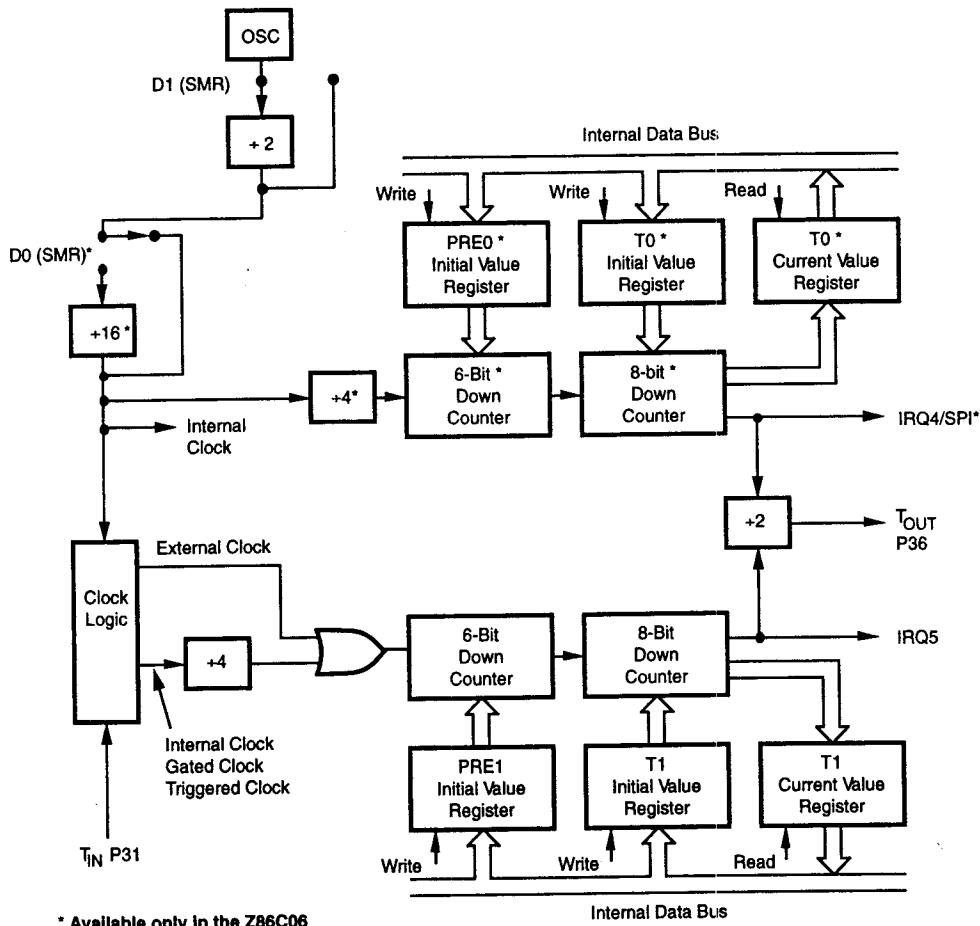 OSC
D1 (SMR)
÷ 2
Internal Data Bus
Write
Write
Read
PRE0 *
Initial Value
Register
T0 *
Initial Value
Register
T0 *
Current Value
Register
D0 (SMR)*
÷16 *
÷4*
6-Bit *
Down
Counter
8-bit *
Down
Counter
IRQ4/SPI*
Internal
Clock
÷2
TOUT
P36
External Clock
Clock
Logic
÷4
6-Bit
Down
Counter
8-Bit
Down
Counter
IRQ5
Internal Clock
Gated Clock
Triggered Clock
PRE1
Initial Value
Register
T1
Initial Value
Register
T1
Current Value
Register
TIN P31
Write
Write
Read
Internal Data Bus
* Available only in the Z86C06